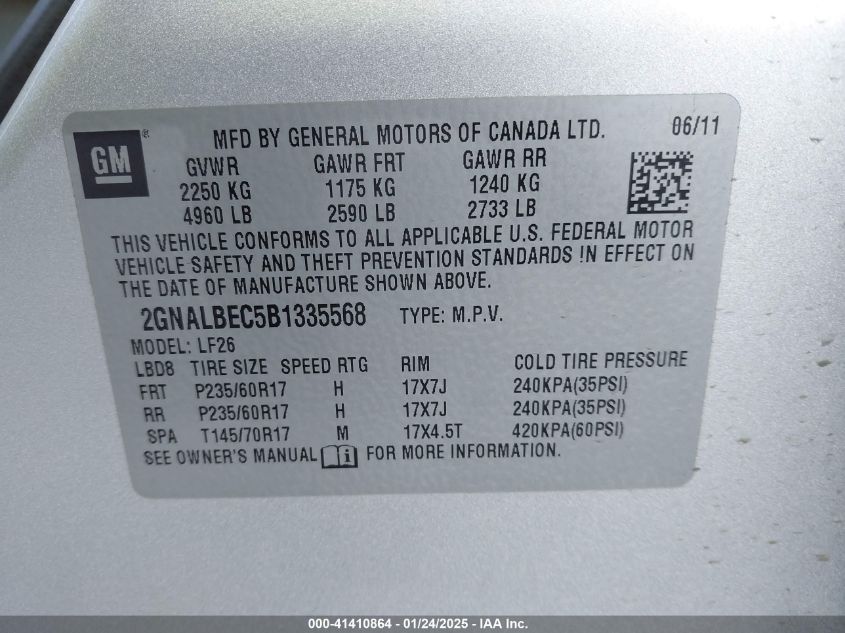 GM®
MFD BY GENERAL MOTORS OF CANADA LTD. 06/11
GVWR GAWR FRT GAWR RR
2250 KG 1175 KG 1240 KG
4960 LB 2590 LB 2733 LB
THIS VEHICLE CONFORMS TO ALL APPLICABLE U.S. FEDERAL MOTOR
VEHICLE SAFETY AND THEFT PREVENTION STANDARDS IN EFFECT ON
THE DATE OF MANUFACTURE SHOWN ABOVE.
2GNALBEC5B1335568 TYPE: M.P.V.
MODEL: LF26
LBD8 TIRE SIZE SPEED RTG RIM COLD TIRE PRESSURE
FRT P235/60R17 H 17X7J 240KPA(35PSI)
RR P235/60R17 H 17X7J 240KPA(35PSI)
SPA T145/70R17 M 17X4.5T 420KPA(60PSI)
SEE OWNER'S MANUAL i FOR MORE INFORMATION.
000-41410864 - 01/24/2025 - IAA Inc.